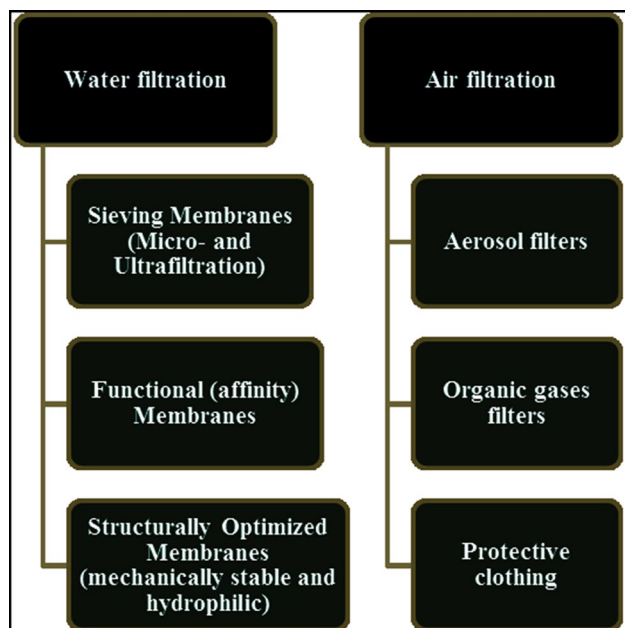 Water filtration
Sieving Membranes
(Micro- and
Ultrafiltration)
Functional (affinity)
Membranes
Structurally Optimized
Membranes
(mechanically stable and
hydrophilic)
Air filtration
Aerosol filters
Organic gases
filters
Protective
clothing